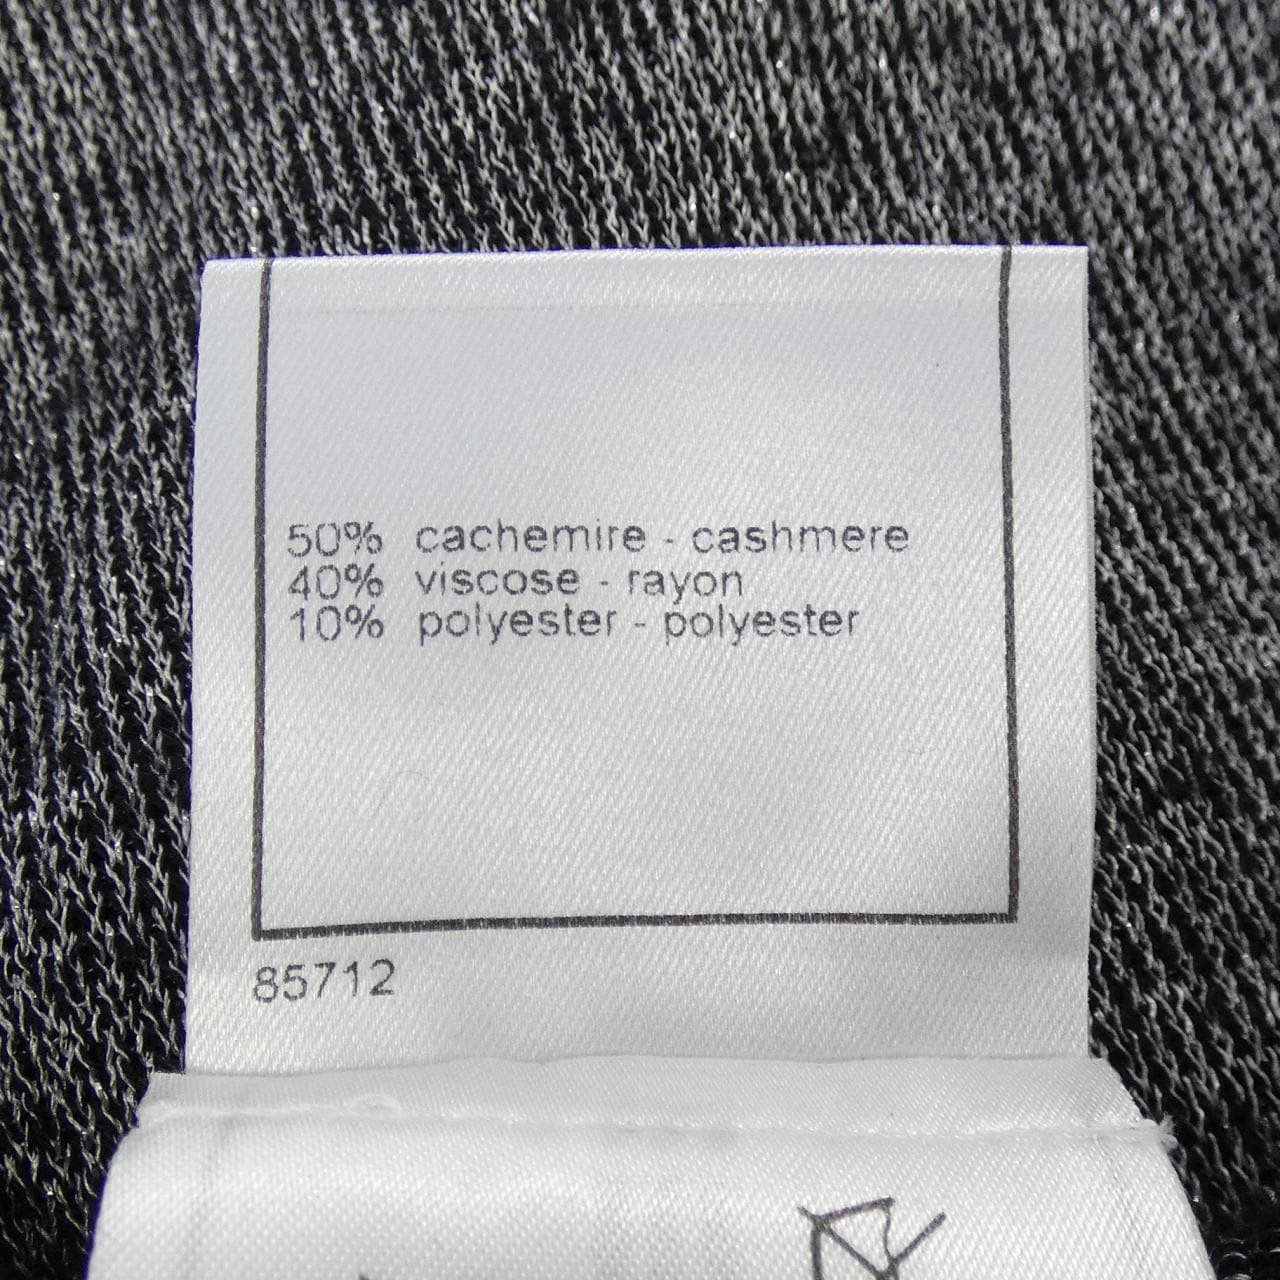 50% cachemire - cashmere
40% viscose - rayon
10% polyester - polyester
85712